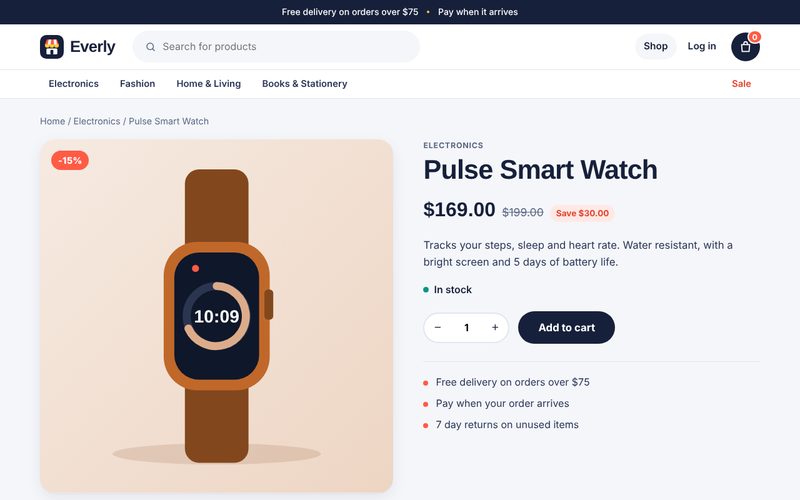 Free delivery on orders over $75 • Pay when it arrives
Everly
Search for products
Shop
Log in
0
Electronics
Fashion
Home & Living
Books & Stationery
Sale
Home / Electronics / Pulse Smart Watch
-15%
10:09
ELECTRONICS
Pulse Smart Watch
$169.00 $199.00 Save $30.00
Tracks your steps, sleep and heart rate. Water resistant, with a
bright screen and 5 days of battery life.
In stock
− 1 +
Add to cart
Free delivery on orders over $75
Pay when your order arrives
7 day returns on unused items